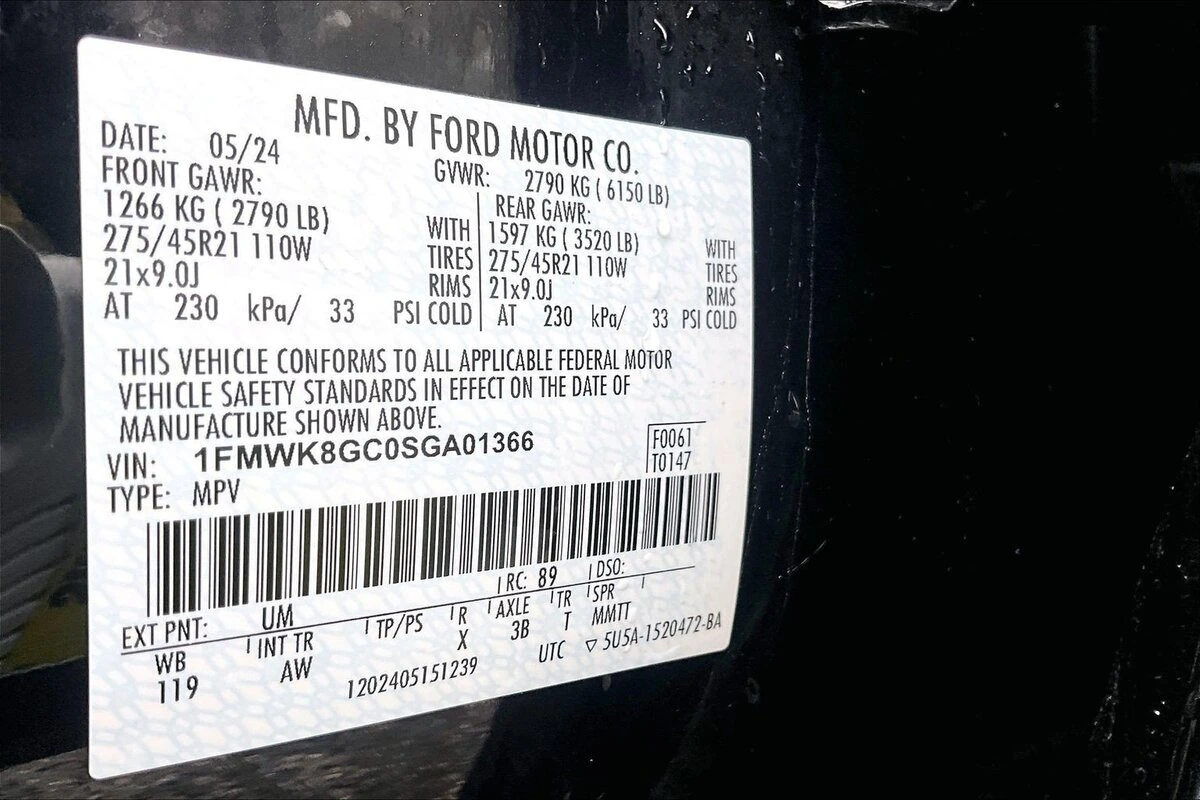 MFD. BY FORD MOTOR CO.
DATE: 05/24 GVWR: 2790 KG ( 6150 LB)
FRONT GAWR: REAR GAWR:
1266 KG ( 2790 LB) WITH 1597 KG ( 3520 LB) WITH
275/45R21 110W TIRES 275/45R21 110W TIRES
21x9.0J RIMS 21x9.0J RIMS
AT 230 kPa/ 33 PSI COLD AT 230 kPa/ 33 PSI COLD
THIS VEHICLE CONFORMS TO ALL APPLICABLE FEDERAL MOTOR
VEHICLE SAFETY STANDARDS IN EFFECT ON THE DATE OF
MANUFACTURE SHOWN ABOVE.
VIN: 1FMWK8GC0SGA01366 F0061
TYPE: MPV T0147
EXT PNT: UM RC: 89 DSO:
WB INT TR TP/PS R AXLE TR SPR
119 AW X 3B T MMTT
1202405151239 UTC ▽ 5U5A-1520472-BA